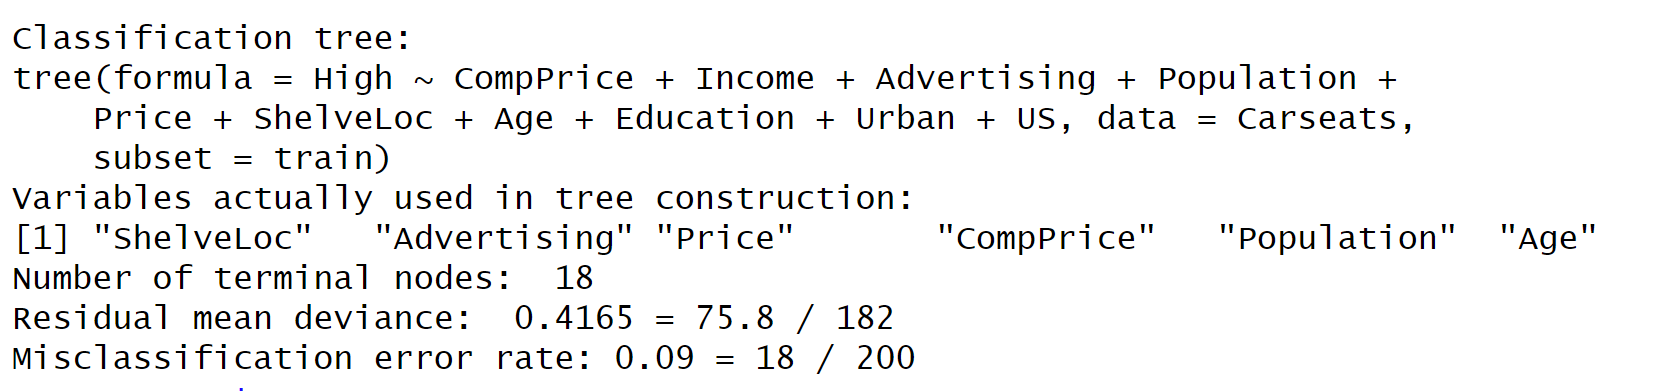 Classification tree:
tree(formula = High ~ CompPrice + Income + Advertising + Population +
    Price + ShelveLoc + Age + Education + Urban + US, data = Carseats,
    subset = train)
Variables actually used in tree construction:
[1] "ShelveLoc"   "Advertising" "Price"       "CompPrice"   "Population"  "Age"
Number of terminal nodes:  18
Residual mean deviance:  0.4165 = 75.8 / 182
Misclassification error rate: 0.09 = 18 / 200